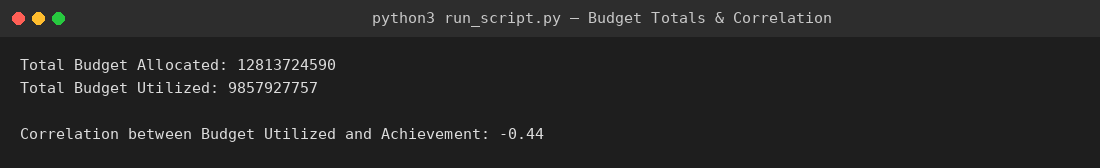 python3 run_script.py — Budget Totals & Correlation
Total Budget Allocated: 12813724590
Total Budget Utilized: 9857927757
Correlation between Budget Utilized and Achievement: -0.44